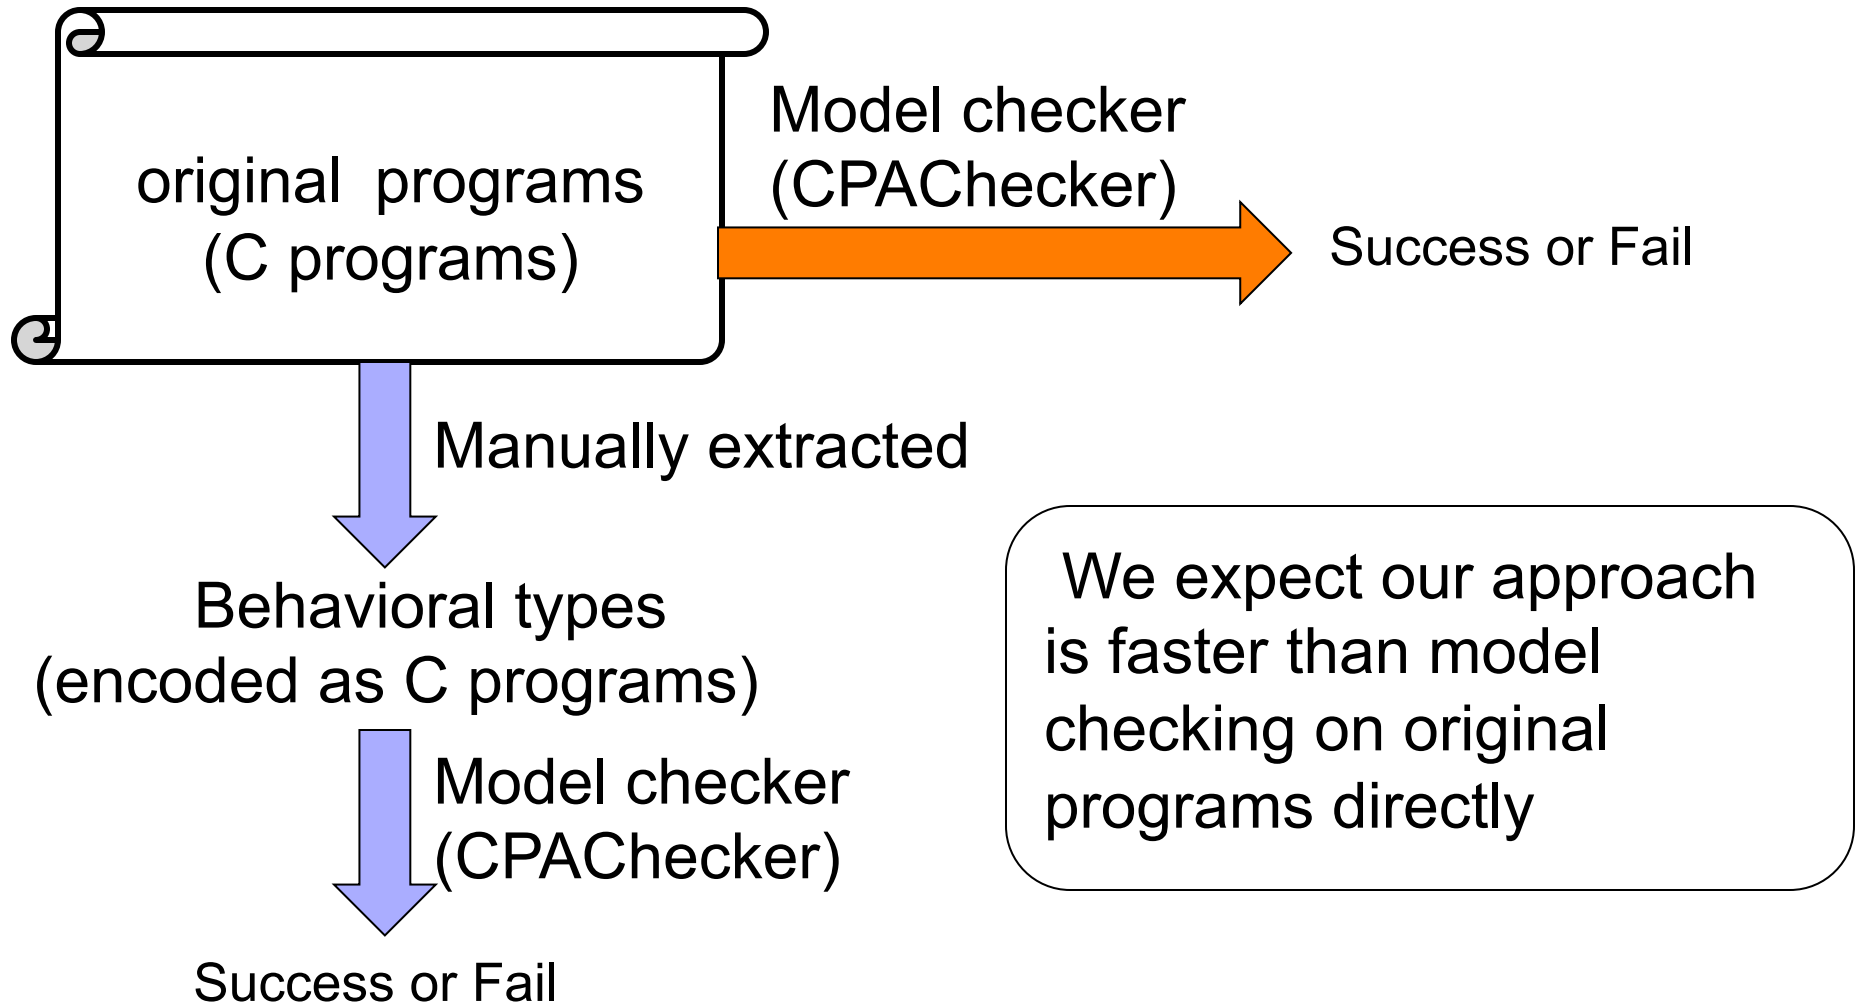 original programs
(C programs)
Model checker
(CPAChecker)
Success or Fail
Manually extracted
Behavioral types
(encoded as C programs)
Model checker
(CPAChecker)
Success or Fail
We expect our approach
is faster than model
checking on original
programs directly